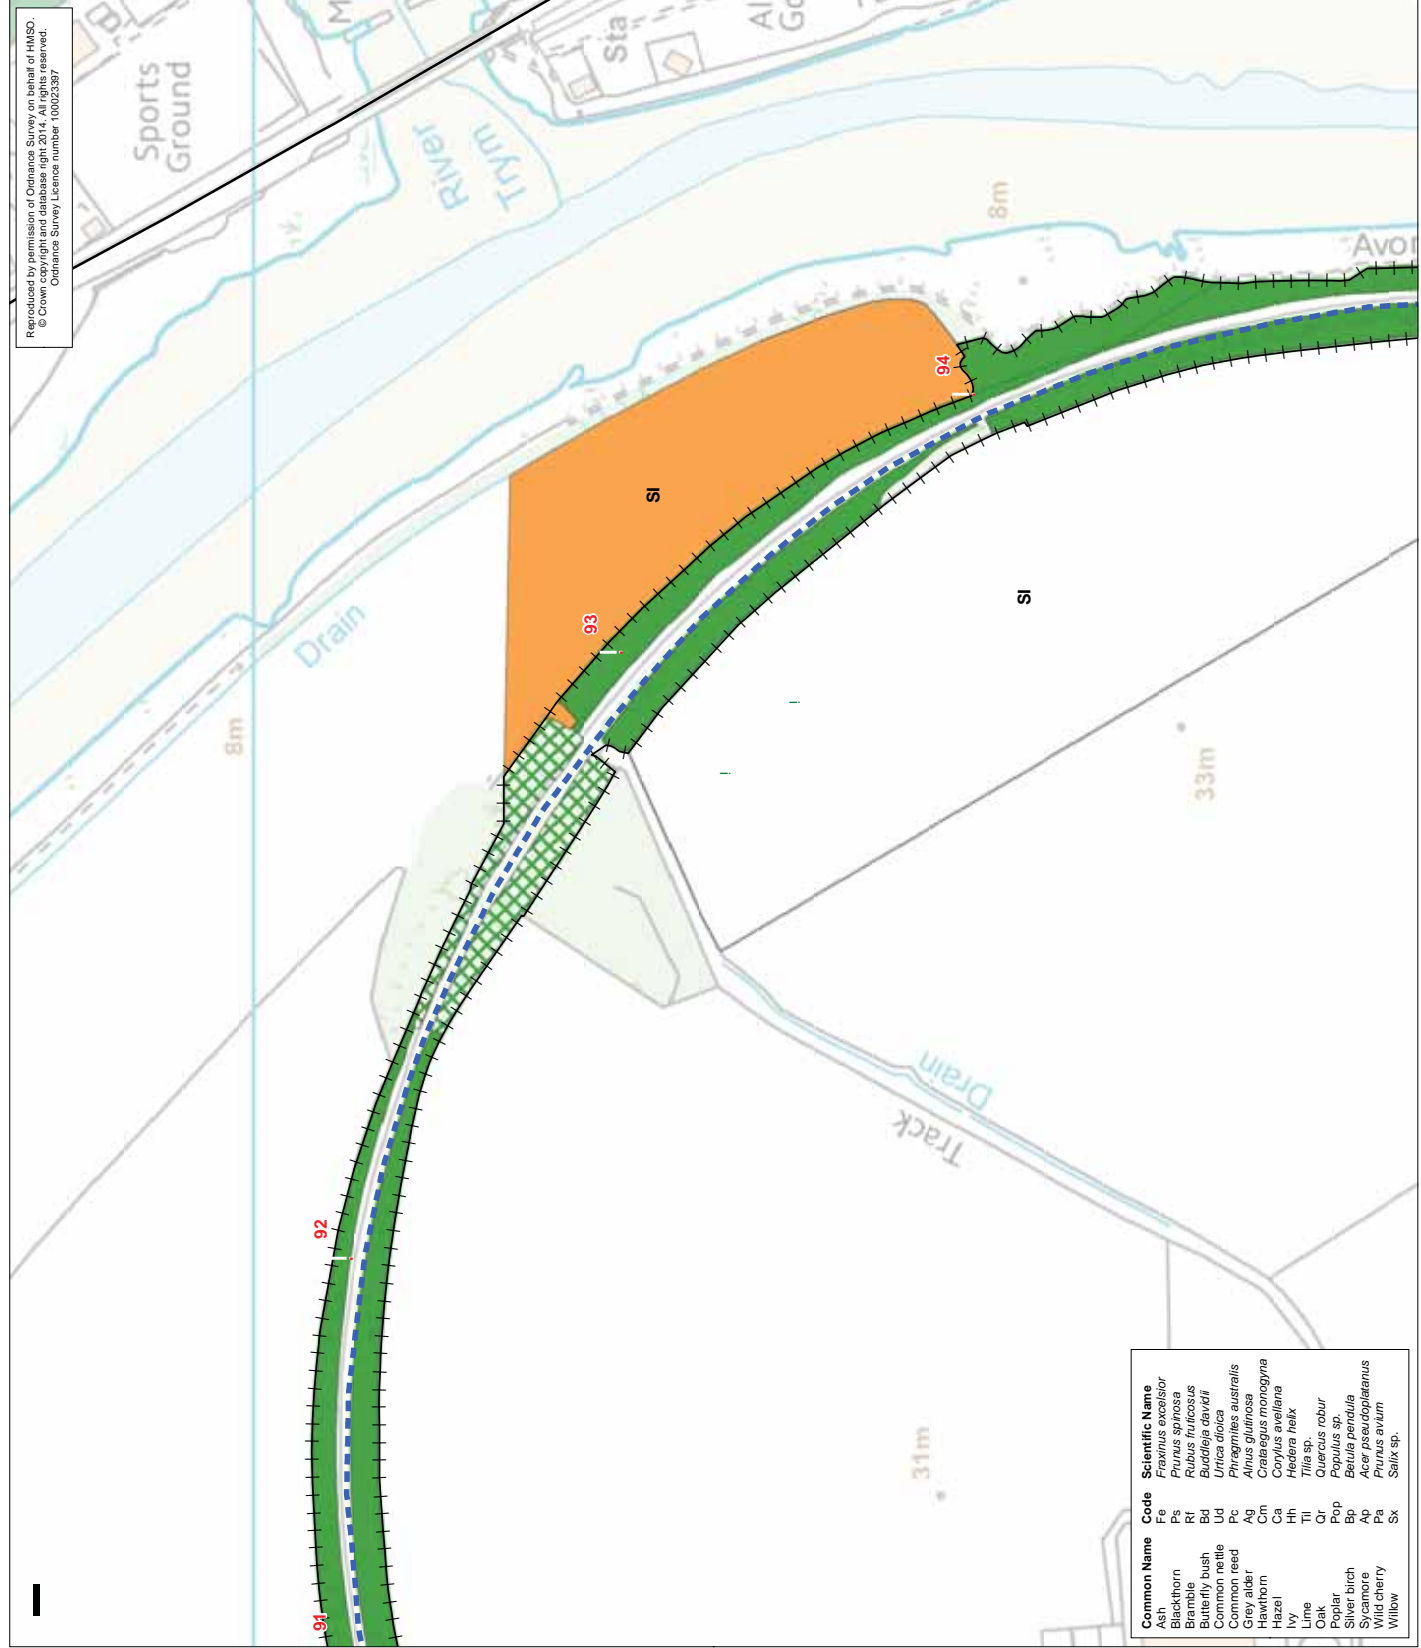 Reproduced by permission of Ordnance Survey on behalf of HMSO.
© Crown copyright and database right 2014. All rights reserved.
Ordnance Survey Licence number 100023397
Sports
Ground
M
River
Trym
Sta
Al
Go
8m
Avon
Drain
8m
94
SI
93
SI
33m
92
Drain
Track
31m
91
Common Name Code Scientific Name
Ash Fe Fraxinus excelsior
Blackthorn Ps Prunus spinosa
Bramble Rf Rubus fruticosus
Butterfly bush Bd Buddleja davidii
Common nettle Ud Urtica dioica
Common reed Pc Phragmites australis
Grey alder Ag Alnus glutinosa
Hawthorn Cm Crataegus monogyna
Hazel Ca Corylus avellana
Ivy Hh Hedera helix
Lime Til Tilia sp.
Oak Qr Quercus robur
Poplar Pop Populus sp.
Silver birch Bp Betula pendula
Sycamore Ap Acer pseudoplatanus
Wild cherry Pa Prunus avium
Willow Sx Salix sp.